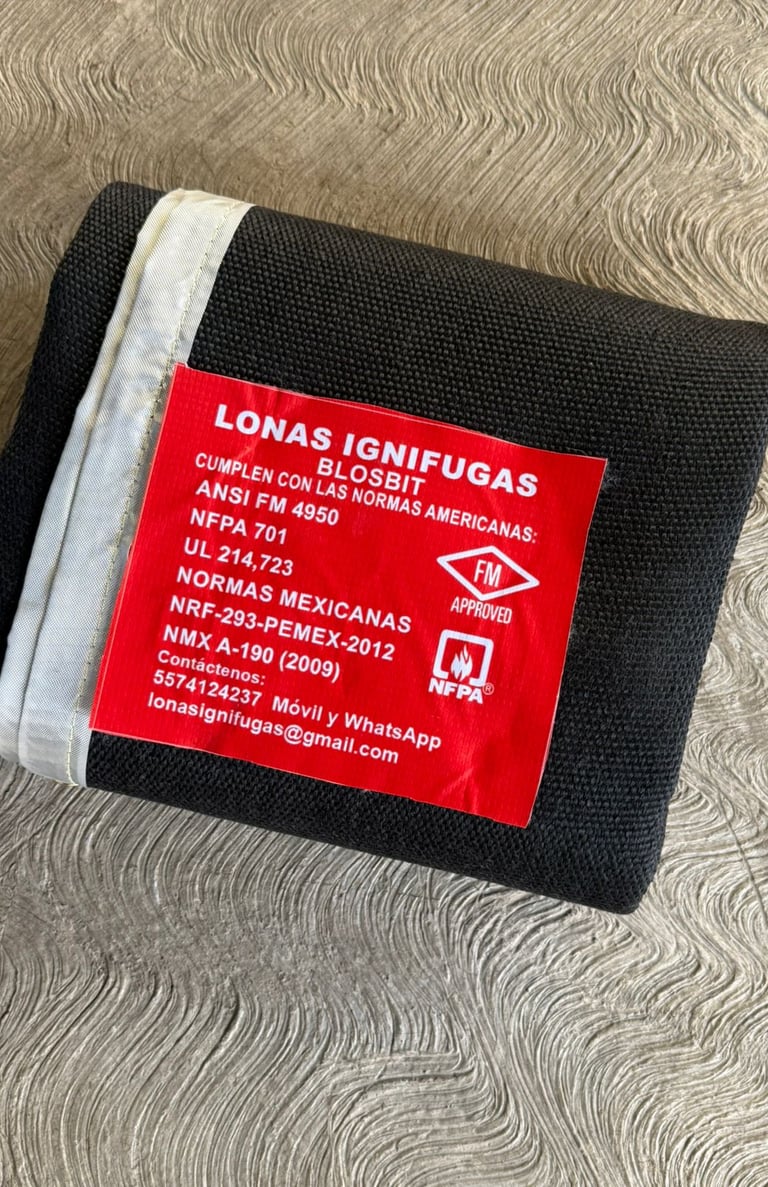 LONAS IGNIFUGAS
BLOSBIT
CUMPLEN CON LAS NORMAS AMERICANAS:
ANSI FM 4950
NFPA 701
UL 214,723
NORMAS MEXICANAS
NRF-293-PEMEX-2012
NMX A-190 (2009)
Contáctenos:
5574124237 Móvil y WhatsApp
lonasignifugas@gmail.com
FM
APPROVED
NFPA®